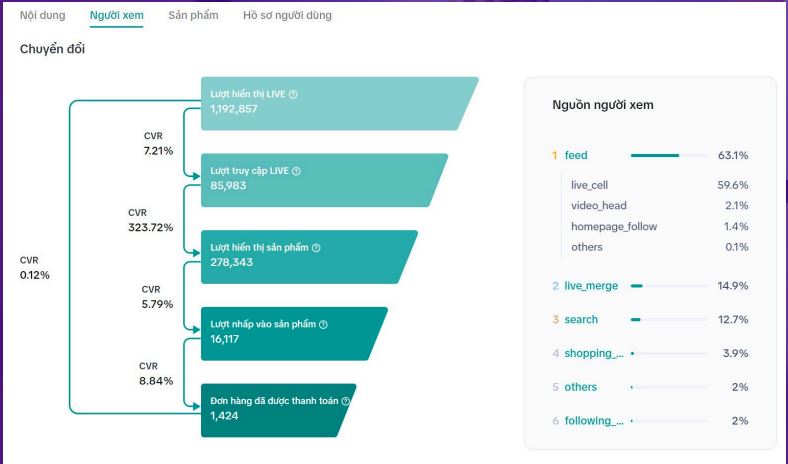 Nội dung
Người xem
Sản phẩm
Hồ sơ người dùng
Chuyển đổi
Lượt hiển thị LIVE
1,192,857
CVR
7.21%
Lượt truy cập LIVE
85,983
CVR
323.72%
Lượt hiển thị sản phẩm
278,343
CVR
0.12%
CVR
5.79%
Lượt nhấp vào sản phẩm
16,117
CVR
8.84%
Đơn hàng đã được thanh toán
1,424
Nguồn người xem
1 feed 63.1%
live_cell 59.6%
video_head 2.1%
homepage_follow 1.4%
others 0.1%
2 live_merge 14.9%
3 search 12.7%
4 shopping_... 3.9%
5 others 2%
6 following_... 2%